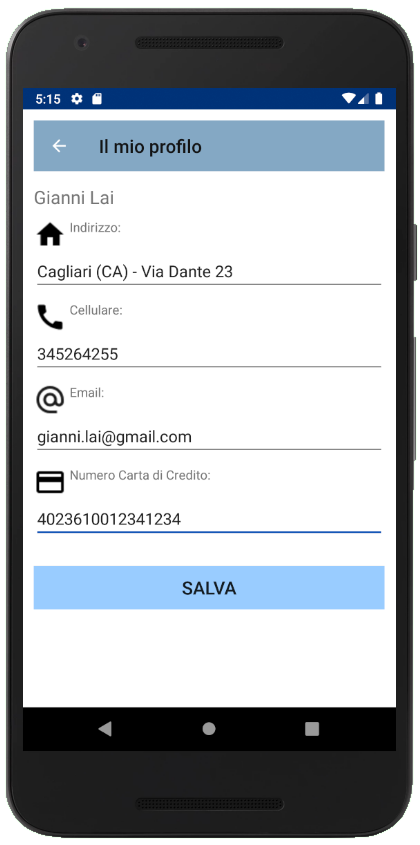 5:15
Il mio profilo
Gianni Lai
Indirizzo:
Cagliari (CA) - Via Dante 23
Cellulare:
345264255
Email:
gianni.lai@gmail.com
Numero Carta di Credito:
4023610012341234
SALVA